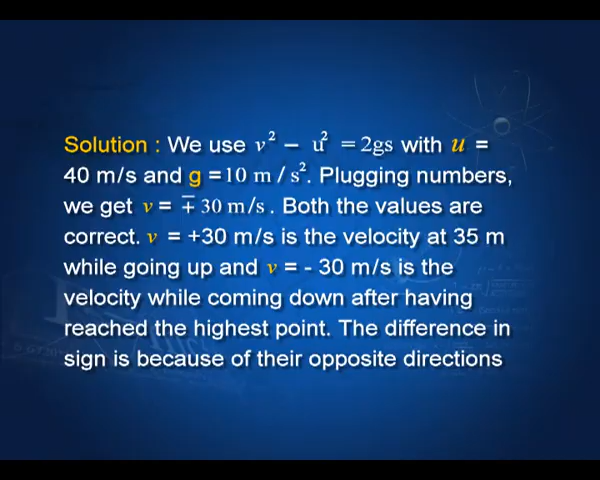 Solution : We use v² – u² = 2gs with u =
40 m/s and g = 10 m / s². Plugging numbers,
we get v = ∓ 30 m/s . Both the values are
correct. v = +30 m/s is the velocity at 35 m
while going up and v = - 30 m/s is the
velocity while coming down after having
reached the highest point. The difference in
sign is because of their opposite directions